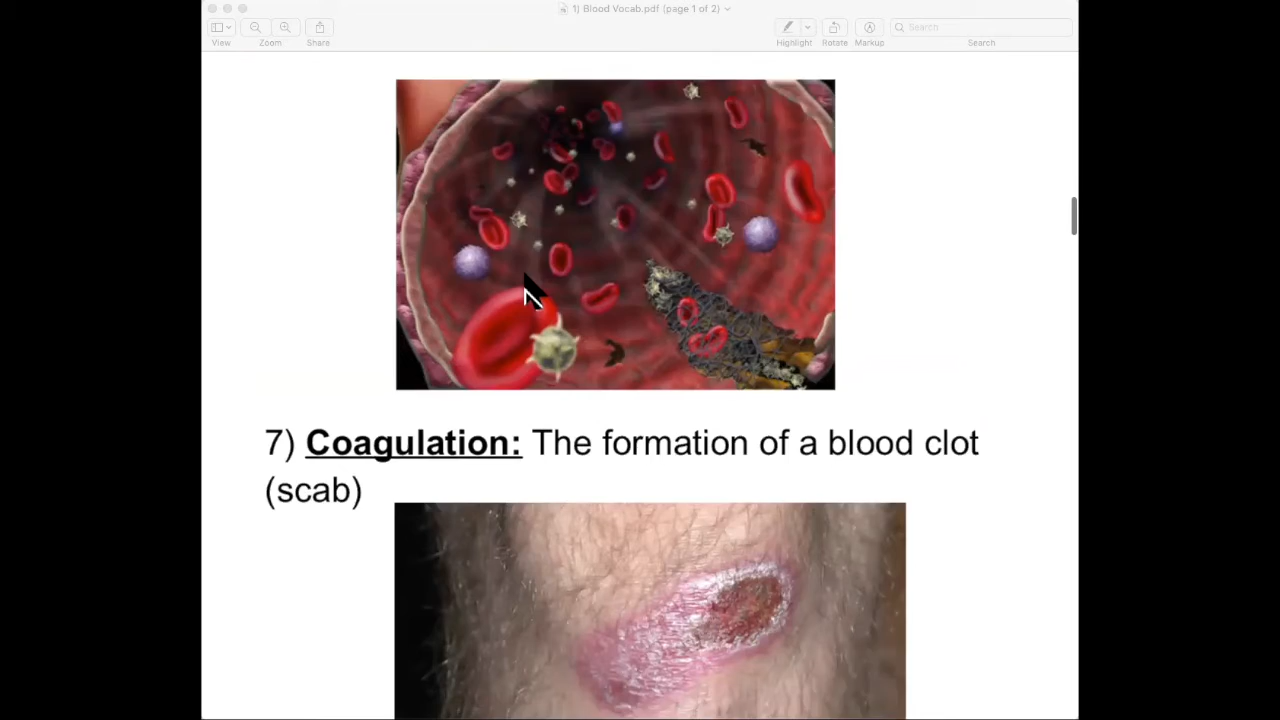 1) Blood Vocab.pdf (page 1 of 2)
View Zoom Share Highlight Rotate Markup Search
Search
7) Coagulation: The formation of a blood clot
(scab)